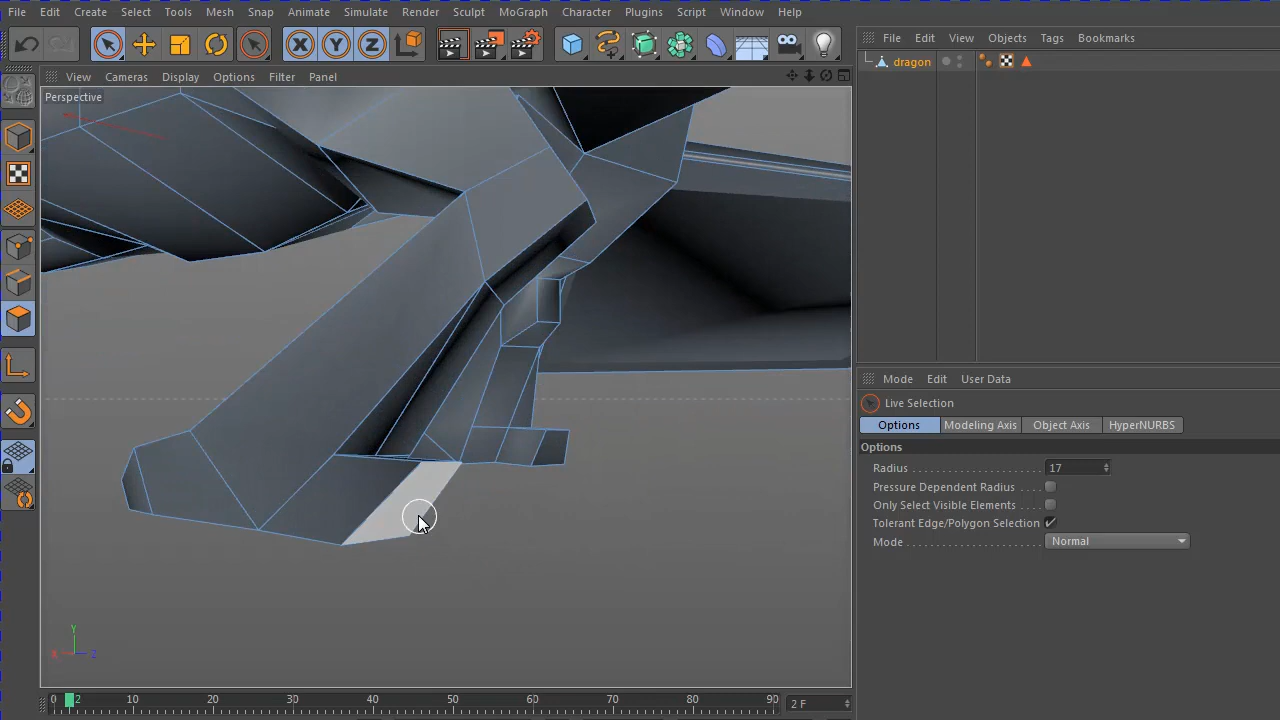 File Edit Create Select Tools Mesh Snap Animate Simulate Render Sculpt MoGraph Character Plugins Script Window Help
X Y Z
File Edit View Objects Tags Bookmarks
dragon
View Cameras Display Options Filter Panel
Perspective
Y
X Z
Mode Edit User Data
Live Selection
Options Modeling Axis Object Axis HyperNURBS
Options
Radius 17
Pressure Dependent Radius
Only Select Visible Elements
Tolerant Edge/Polygon Selection
Mode Normal
0 2 10 20 30 40 50 60 70 80 90 2 F